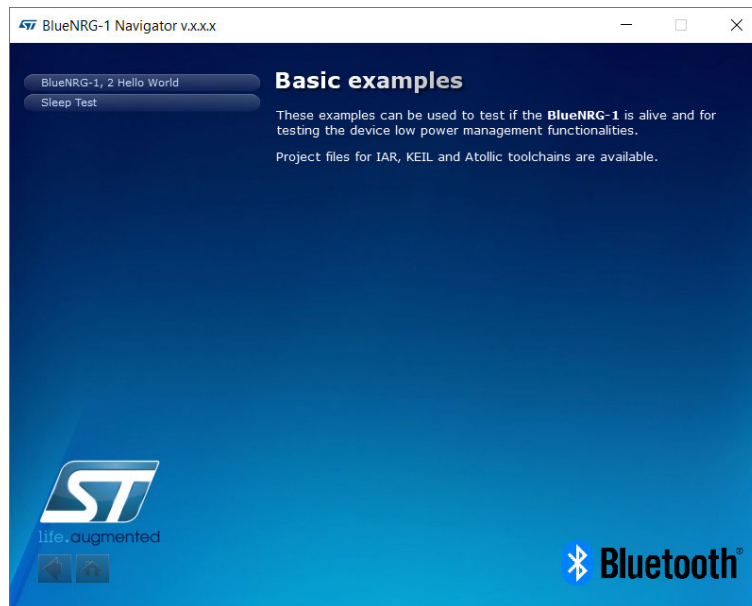 BlueNRG-1 Navigator v.x.x.x
BlueNRG-1, 2 Hello World
Sleep Test
Basic examples
These examples can be used to test if the BlueNRG-1 is alive and for
testing the device low power management functionalities.
Project files for IAR, KEIL and Atollic toolchains are available.
ST
life.augmented
Bluetooth®